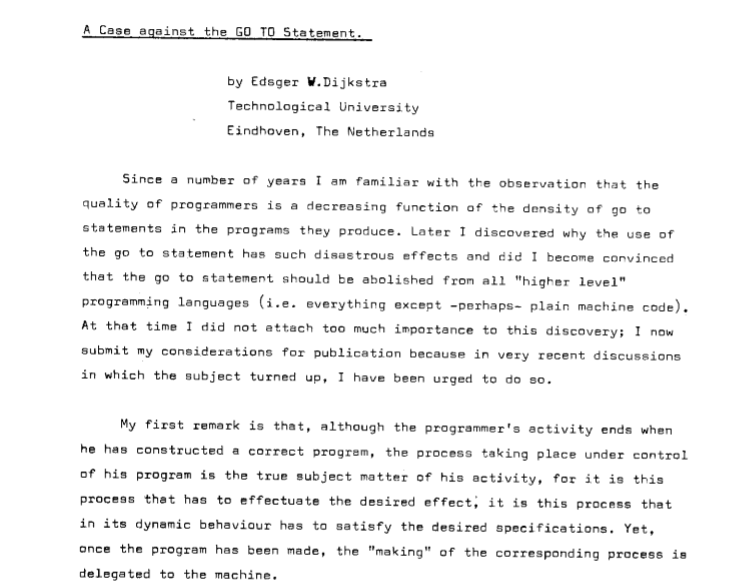 A Case against the GO TO Statement.
by Edsger W.Dijkstra
Technological University
Eindhoven, The Netherlands
Since a number of years I am familiar with the observation that the
quality of programmers is a decreasing function of the density of go to
statements in the programs they produce. Later I discovered why the use of
the go to statement has such disastrous effects and did I become convinced
that the go to statement should be abolished from all "higher level"
programming languages (i.e. everything except -perhaps- plain machine code).
At that time I did not attach too much importance to this discovery; I now
submit my considerations for publication because in very recent discussions
in which the subject turned up, I have been urged to do so.
My first remark is that, although the programmer's activity ends when
he has constructed a correct program, the process taking place under control
of his program is the true subject matter of his activity, for it is this
process that has to effectuate the desired effect; it is this process that
in its dynamic behaviour has to satisfy the desired specifications. Yet,
once the program has been made, the "making" of the corresponding process is
delegated to the machine.